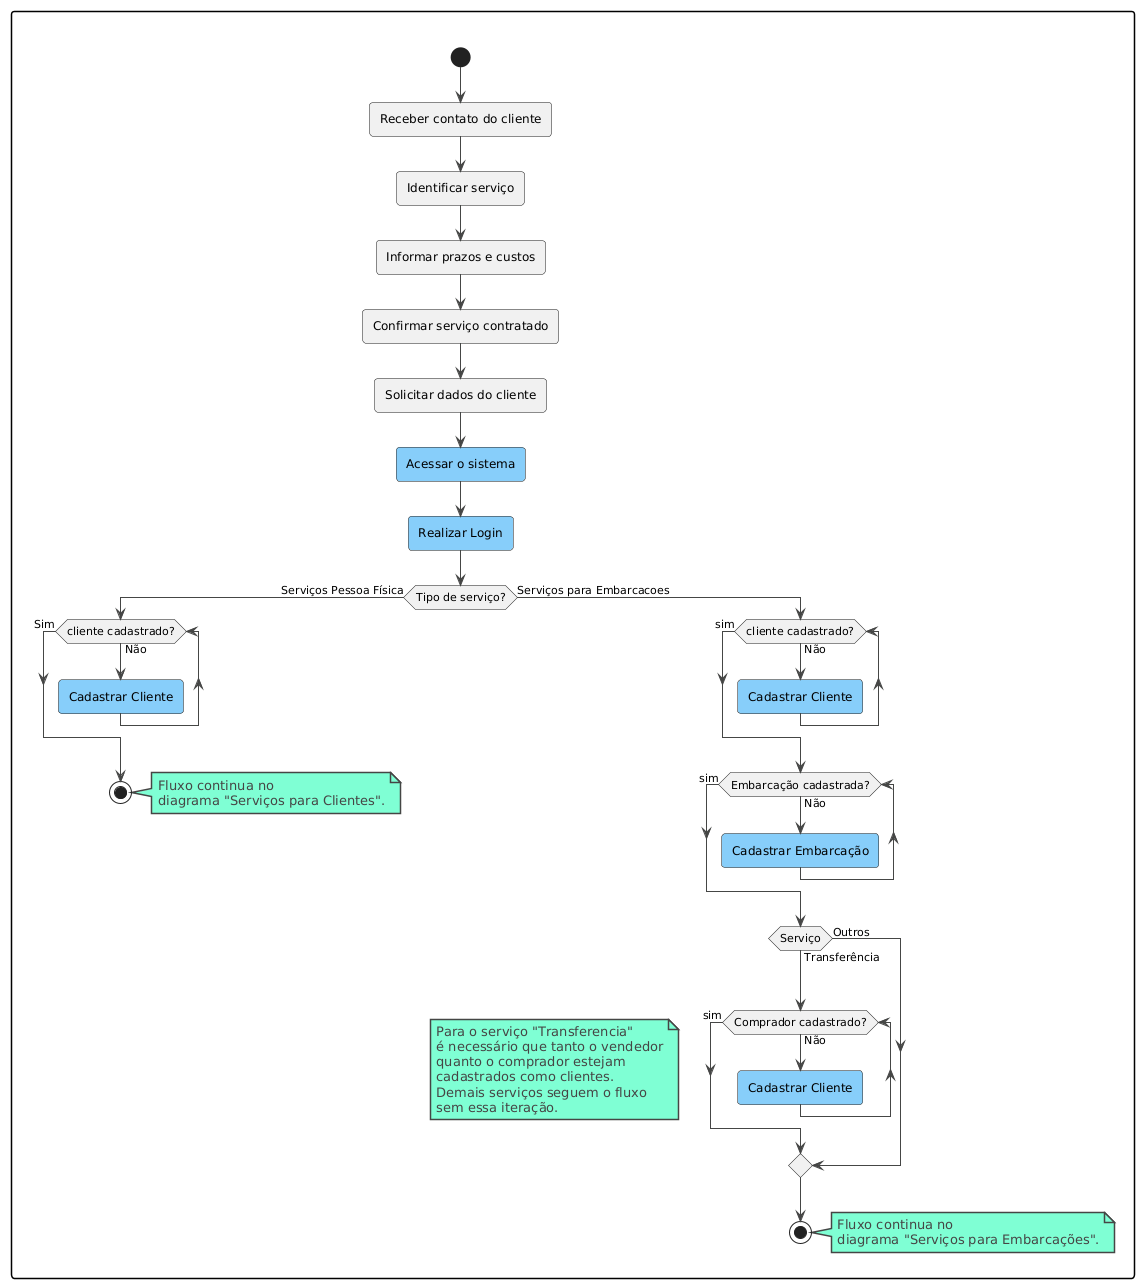 Receber contato do cliente
Identificar serviço
Informar prazos e custos
Confirmar serviço contratado
Solicitar dados do cliente
Acessar o sistema
Realizar Login
Serviços Pessoa Física
Tipo de serviço?
Serviços para Embarcacoes
Sim
cliente cadastrado?
Não
Cadastrar Cliente
Fluxo continua no
diagrama "Serviços para Clientes".
sim
cliente cadastrado?
Não
Cadastrar Cliente
sim
Embarcação cadastrada?
Não
Cadastrar Embarcação
Serviço
Outros
Transferência
Para o serviço "Transferencia"
é necessário que tanto o vendedor
quanto o comprador estejam
cadastrados como clientes.
Demais serviços seguem o fluxo
sem essa iteração.
sim
Comprador cadastrado?
Não
Cadastrar Cliente
Fluxo continua no
diagrama "Serviços para Embarcações".